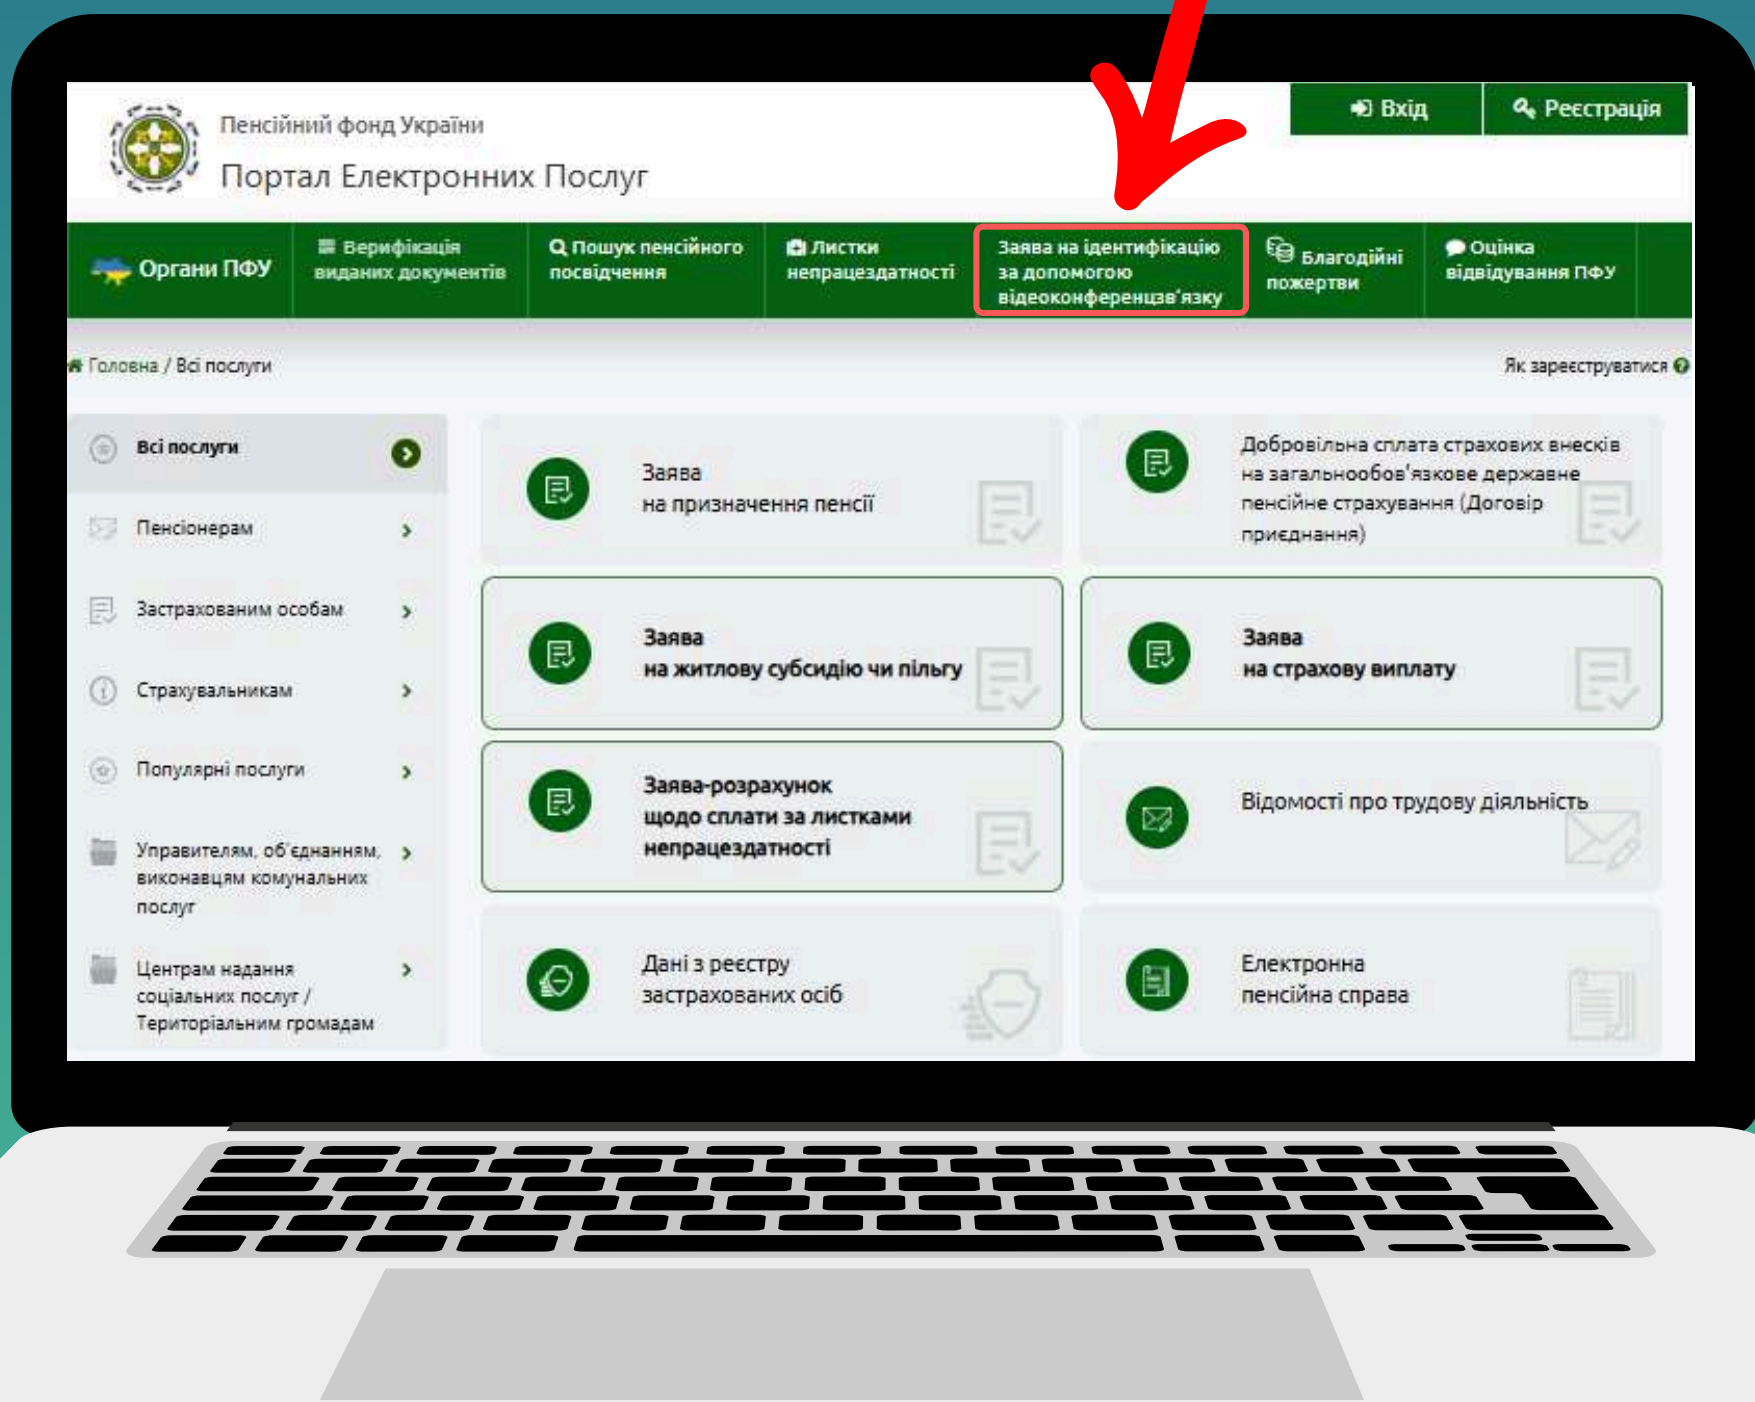 Пенсійний фонд України
Портал Електронних Послуг
Вхід
Реєстрація
Органи ПФУ
Верифікація
виданих документів
Пошук пенсійного
посвідчення
Листки
непрацездатності
Заява на ідентифікацію
за допомогою
відеоконференцзв'язку
Благодійні
пожертви
Оцінка
відвідування ПФУ
Головна / Всі послуги
Як зареєструватися
Всі послуги
Пенсіонерам
Застрахованим особам
Страхувальникам
Популярні послуги
Управителям, об'єднанням,
виконавцям комунальних
послуг
Центрам надання
соціальних послуг /
Територіальним громадам
Заява
на призначення пенсії
Добровільна сплата страхових внесків
на загальнообов'язкове державне
пенсійне страхування (Договір
приєднання)
Заява
на житлову субсидію чи пільгу
Заява
на страхову виплату
Заява-розрахунок
щодо сплати за листками
непрацездатності
Відомості про трудову діяльність
Дані з реєстру
застрахованих осіб
Електронна
пенсійна справа